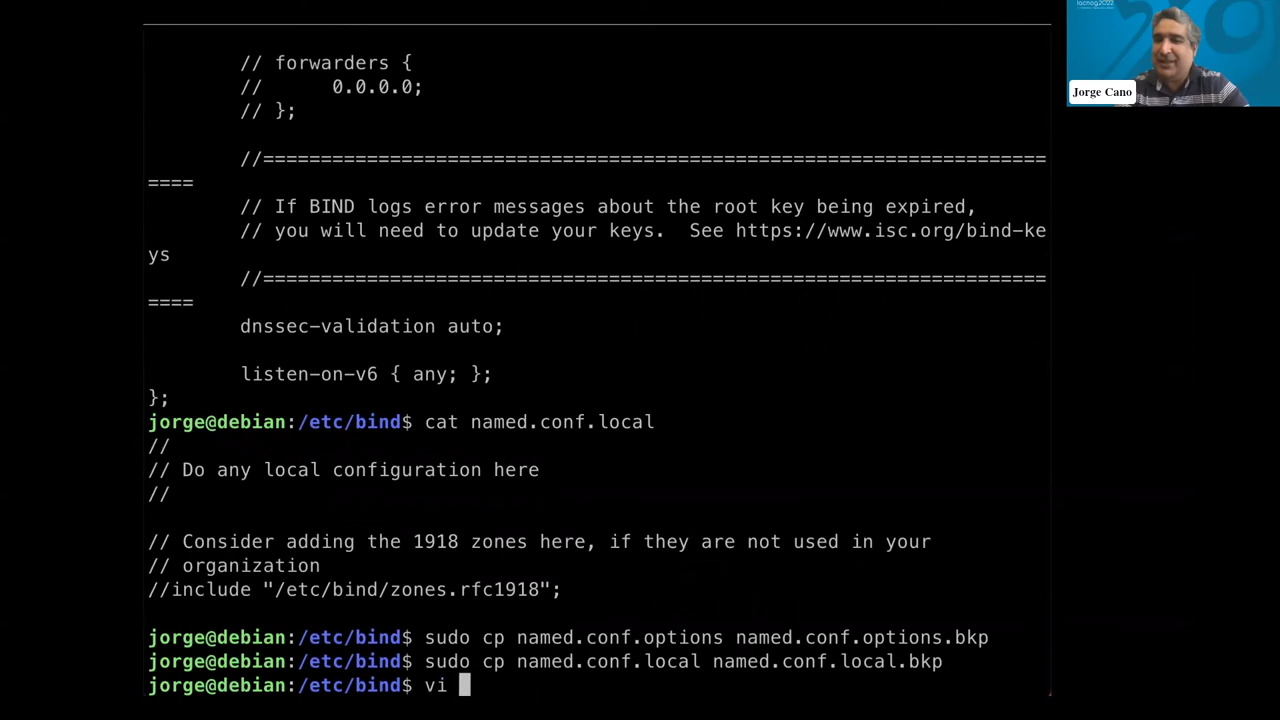 // forwarders {
//      0.0.0.0;
// };
//====================================================================
====
// If BIND logs error messages about the root key being expired,
// you will need to update your keys.  See https://www.isc.org/bind-ke
ys
//====================================================================
====
dnssec-validation auto;
listen-on-v6 { any; };
};
jorge@debian:/etc/bind$ cat named.conf.local
//
// Do any local configuration here
//
// Consider adding the 1918 zones here, if they are not used in your
// organization
//include "/etc/bind/zones.rfc1918";
jorge@debian:/etc/bind$ sudo cp named.conf.options named.conf.options.bkp
jorge@debian:/etc/bind$ sudo cp named.conf.local named.conf.local.bkp
jorge@debian:/etc/bind$ vi
lacnog2022
Jorge Cano